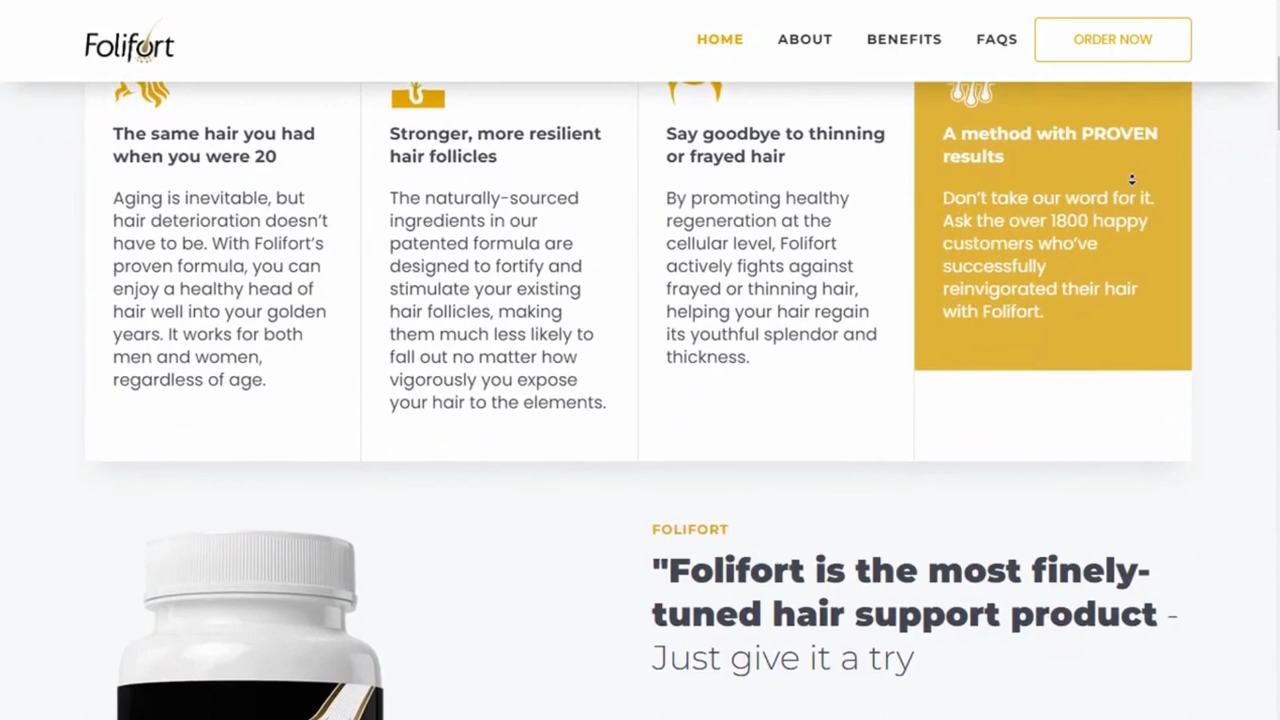 Folifort
HOME
ABOUT
BENEFITS
FAQS
ORDER NOW
The same hair you had
when you were 20
Aging is inevitable, but
hair deterioration doesn’t
have to be. With Folifort’s
proven formula, you can
enjoy a healthy head of
hair well into your golden
years. It works for both
men and women,
regardless of age.
Stronger, more resilient
hair follicles
The naturally-sourced
ingredients in our
patented formula are
designed to fortify and
stimulate your existing
hair follicles, making
them much less likely to
fall out no matter how
vigorously you expose
your hair to the elements.
Say goodbye to thinning
or frayed hair
By promoting healthy
regeneration at the
cellular level, Folifort
actively fights against
frayed or thinning hair,
helping your hair regain
its youthful splendor and
thickness.
A method with PROVEN
results
Don’t take our word for it.
Ask the over 1800 happy
customers who’ve
successfully
reinvigorated their hair
with Folifort.
FOLIFORT
"Folifort is the most finely-
tuned hair support product -
Just give it a try